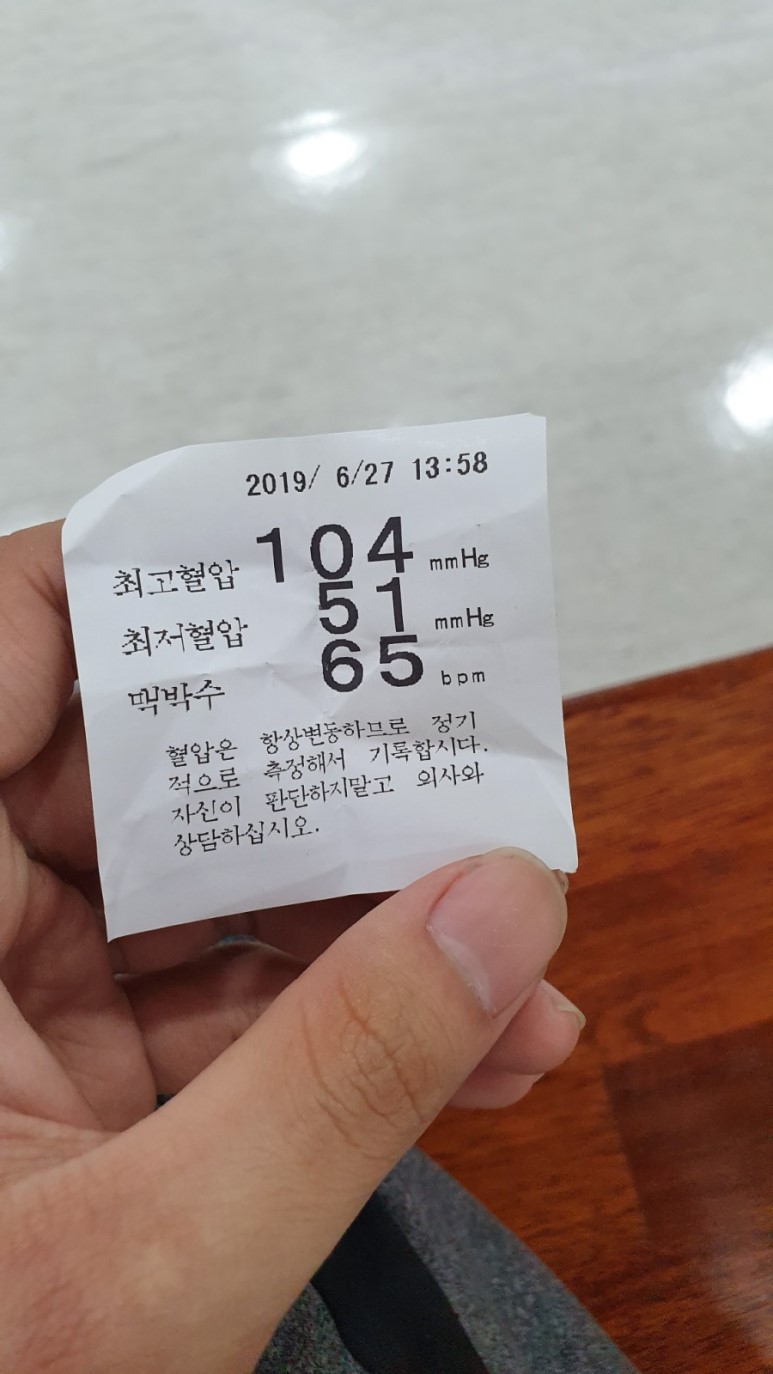 2019/ 6/27 13:58
최고혈압 104 mmHg
최저혈압 51 mmHg
맥박수 65 bpm
혈압은 항상변동하므로 정기
적으로 측정해서 기록합시다.
자신이 판단하지말고 의사와
상담하십시오.